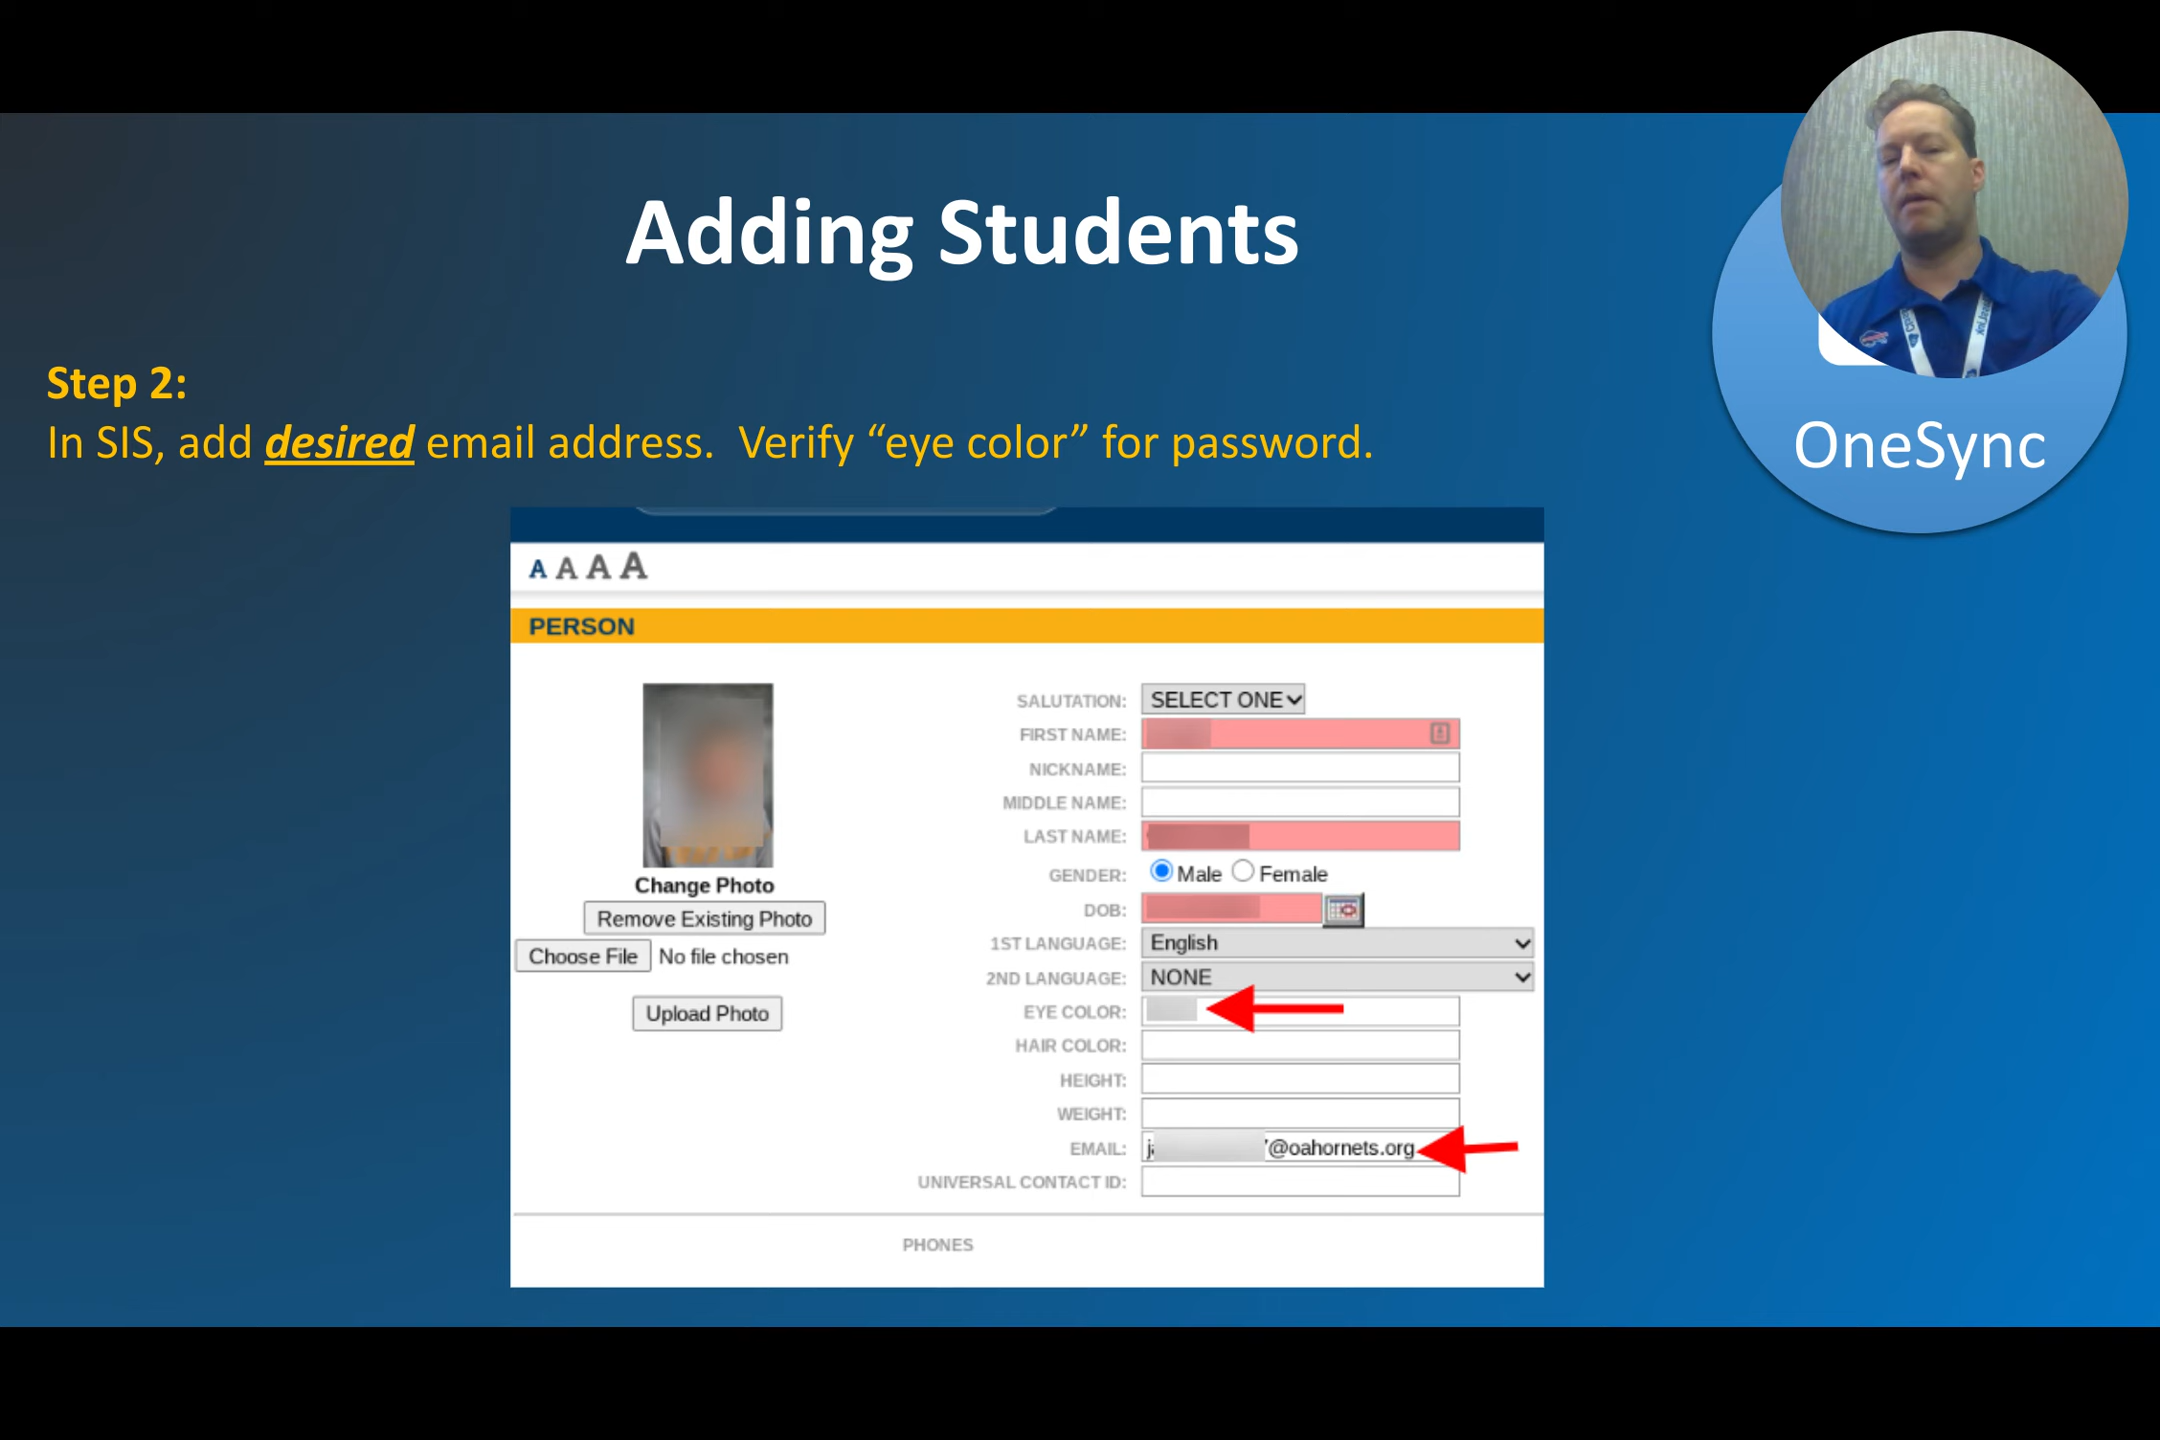 Adding Students
Step 2:
In SIS, add desired email address.  Verify “eye color” for password.
OneSync
A A A A
PERSON
SALUTATION: SELECT ONE
FIRST NAME:
NICKNAME:
MIDDLE NAME:
LAST NAME:
GENDER: Male Female
DOB:
1ST LANGUAGE: English
2ND LANGUAGE: NONE
EYE COLOR:
HAIR COLOR:
HEIGHT:
WEIGHT:
EMAIL: @oahornets.org
UNIVERSAL CONTACT ID:
Change Photo
Remove Existing Photo
Choose File No file chosen
Upload Photo
PHONES